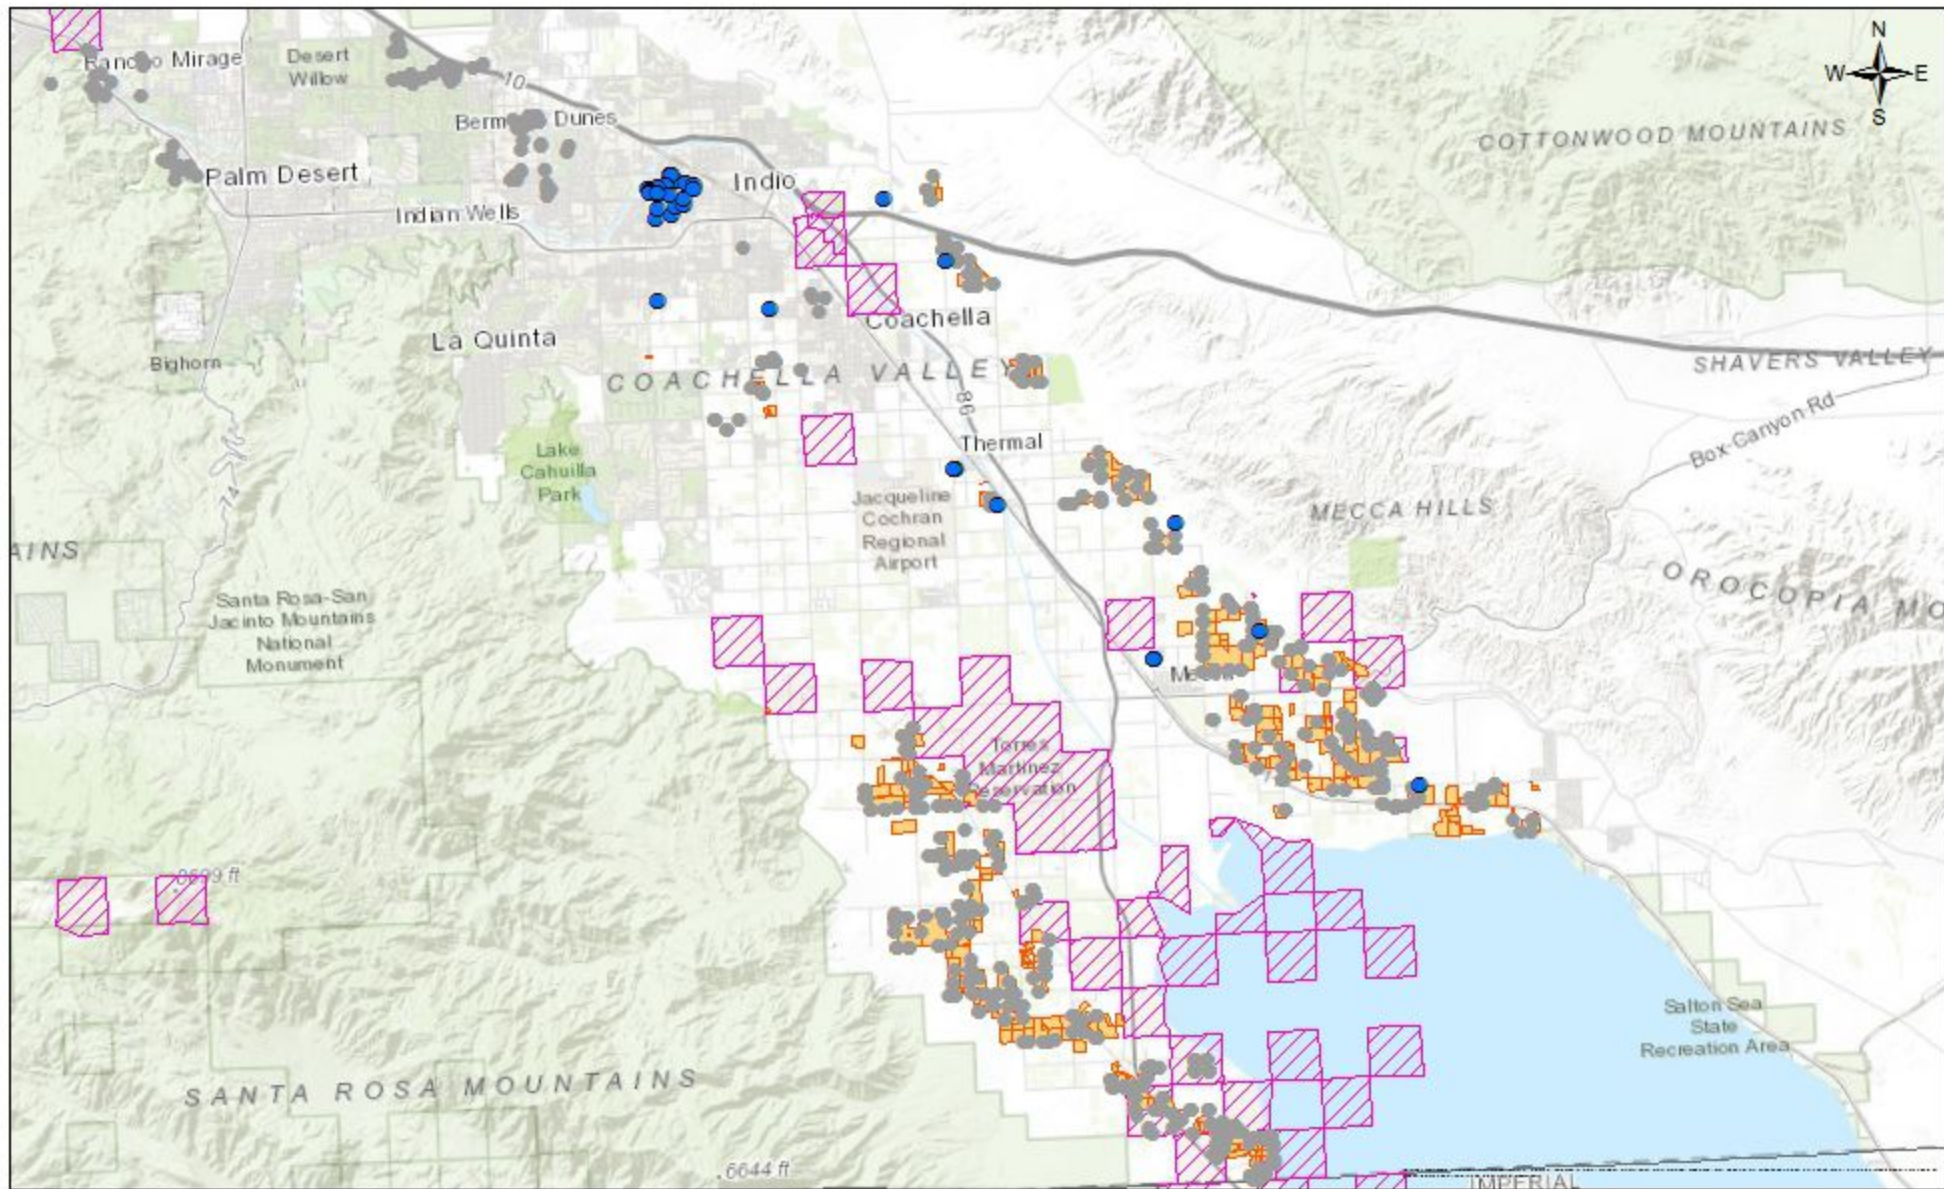 N
W
E
S
Rancho Mirage
Desert
Willow
10
Bermuda Dunes
COTTONWOOD MOUNTAINS
Palm Desert
Indio
Indian Wells
Coachella
La Quinta
Bighorn
SHAVERS VALLEY
COACHELLA VALLEY
86
Box-Canyon-Rd
Thermal
Lake
Cahuilla
Park
74
Jacqueline
Cochran
Regional
Airport
MECCA HILLS
AINS
OROCOPIA MO
Santa Rosa-San
Jacinto Mountains
National
Monument
Mecca
Torres
Martinez
Reservation
Salton Sea
State
Recreation Area
SANTA ROSA MOUNTAINS
6644 ft
IMPERIAL